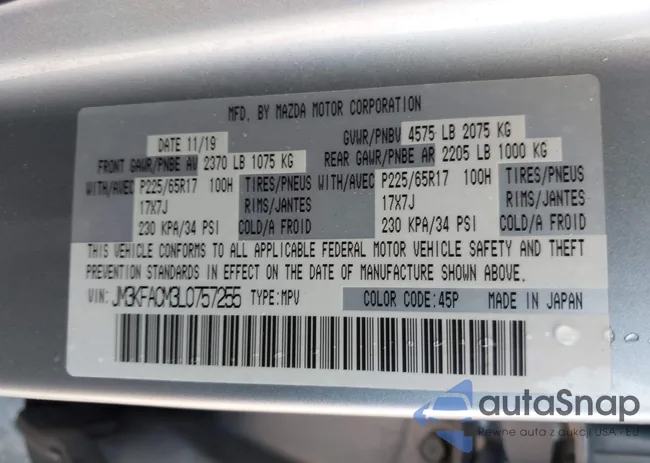 MFD. BY MAZDA MOTOR CORPORATION
DATE 11/19 GVWR/PNBV 4575 LB 2075 KG
FRONT GAWR/PNBE AV 2370 LB 1075 KG REAR GAWR/PNBE AR 2205 LB 1000 KG
WITH/AVEC P225/65R17 100H TIRES/PNEUS WITH/AVEC P225/65R17 100H TIRES/PNEUS
17X7J RIMS/JANTES 17X7J RIMS/JANTES
230 KPA/34 PSI COLD/A FROID 230 KPA/34 PSI COLD/A FROID
THIS VEHICLE CONFORMS TO ALL APPLICABLE FEDERAL MOTOR VEHICLE SAFETY AND THEFT
PREVENTION STANDARDS IN EFFECT ON THE DATE OF MANUFACTURE SHOWN ABOVE.
VIN: JM3KFACM3L0757255 TYPE:MPV COLOR CODE:45P MADE IN JAPAN
autoSnap
Pewne auta z aukcji USA - EU